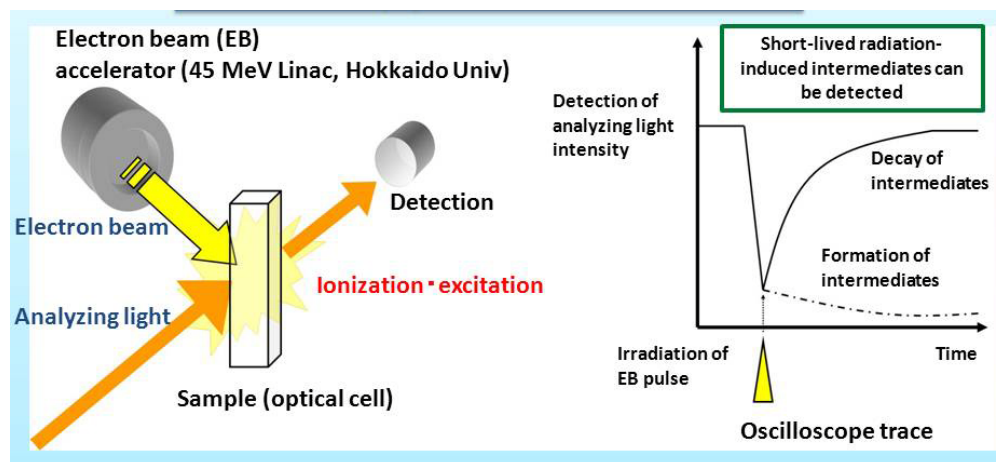 Electron beam (EB)
accelerator (45 MeV Linac, Hokkaido Univ)
Electron beam
Analyzing light
Detection
Ionization・excitation
Sample (optical cell)
Short-lived radiation-
induced intermediates can
be detected
Detection of
analyzing light
intensity
Decay of
intermediates
Formation of
intermediates
Irradiation of
EB pulse
Time
Oscilloscope trace